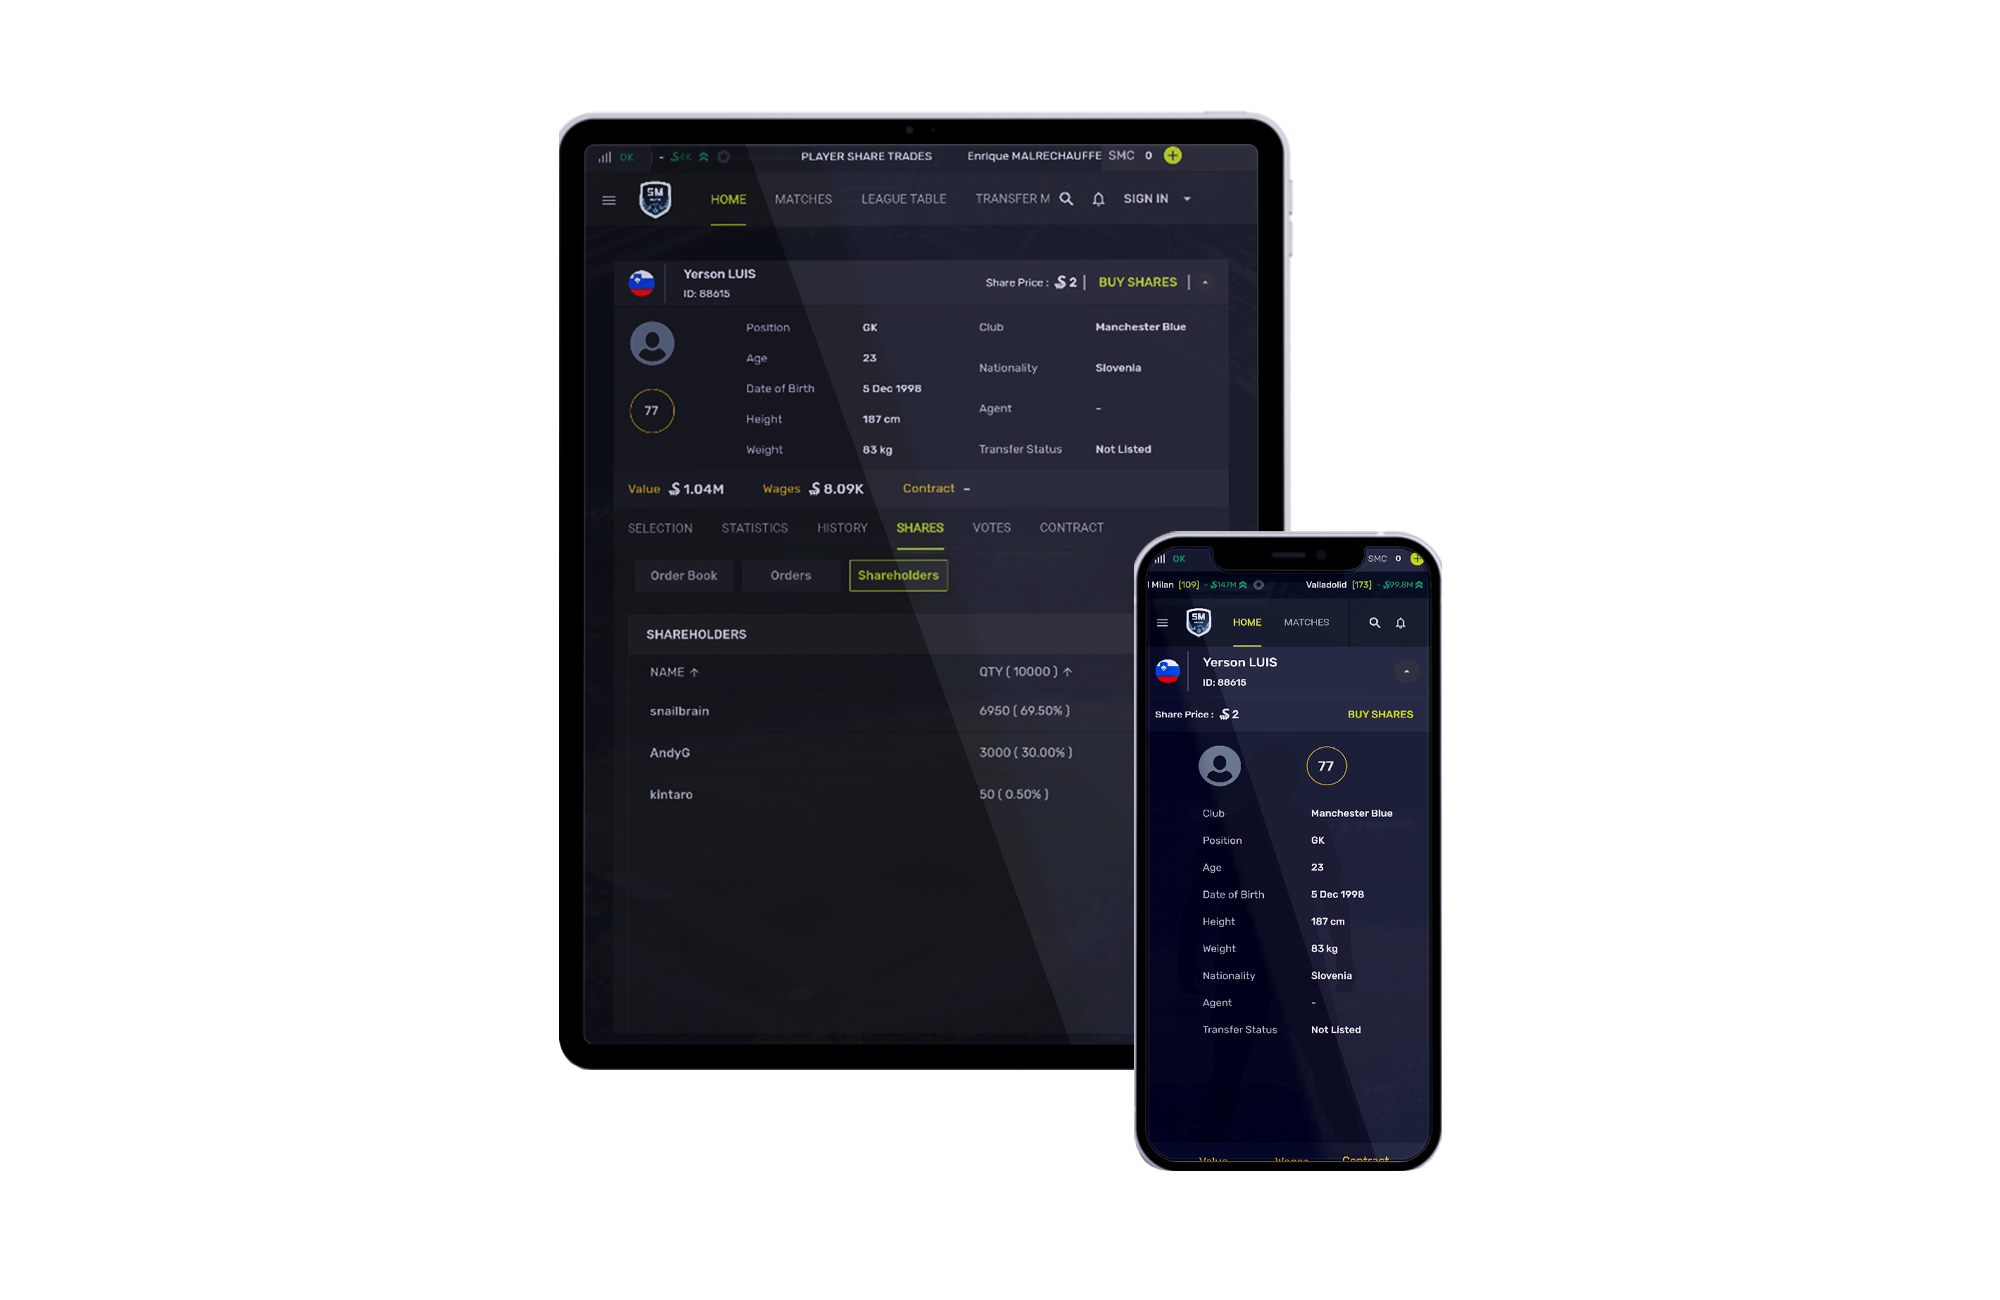 OK - S4K PLAYER SHARE TRADES Enrique MALRECHAUFFE SMC 0
SM HOME MATCHES LEAGUE TABLE TRANSFER M SIGN IN
Yerson LUIS
ID: 88615
Share Price : S 2 | BUY SHARES |
Position GK Club Manchester Blue
Age 23
Nationality Slovenia
Date of Birth 5 Dec 1998
Agent -
Height 187 cm
77
Weight 83 kg Transfer Status Not Listed
Value S 1.04M Wages S 8.09K Contract -
SELECTION STATISTICS HISTORY SHARES VOTES CONTRACT
Order Book Orders Shareholders
SHAREHOLDERS
NAME ↑ QTY ( 10000 ) ↑
snailbrain 6950 ( 69.50% )
AndyG 3000 ( 30.00% )
kintaro 50 ( 0.50% )
OK SMC 0
Milan [109] - S147M Valladolid [173] - S99.8M
SM HOME MATCHES
Yerson LUIS
ID: 88615
Share Price : S 2 BUY SHARES
77
Club Manchester Blue
Position GK
Age 23
Date of Birth 5 Dec 1998
Height 187 cm
Weight 83 kg
Nationality Slovenia
Agent -
Transfer Status Not Listed
Value Wages Contract